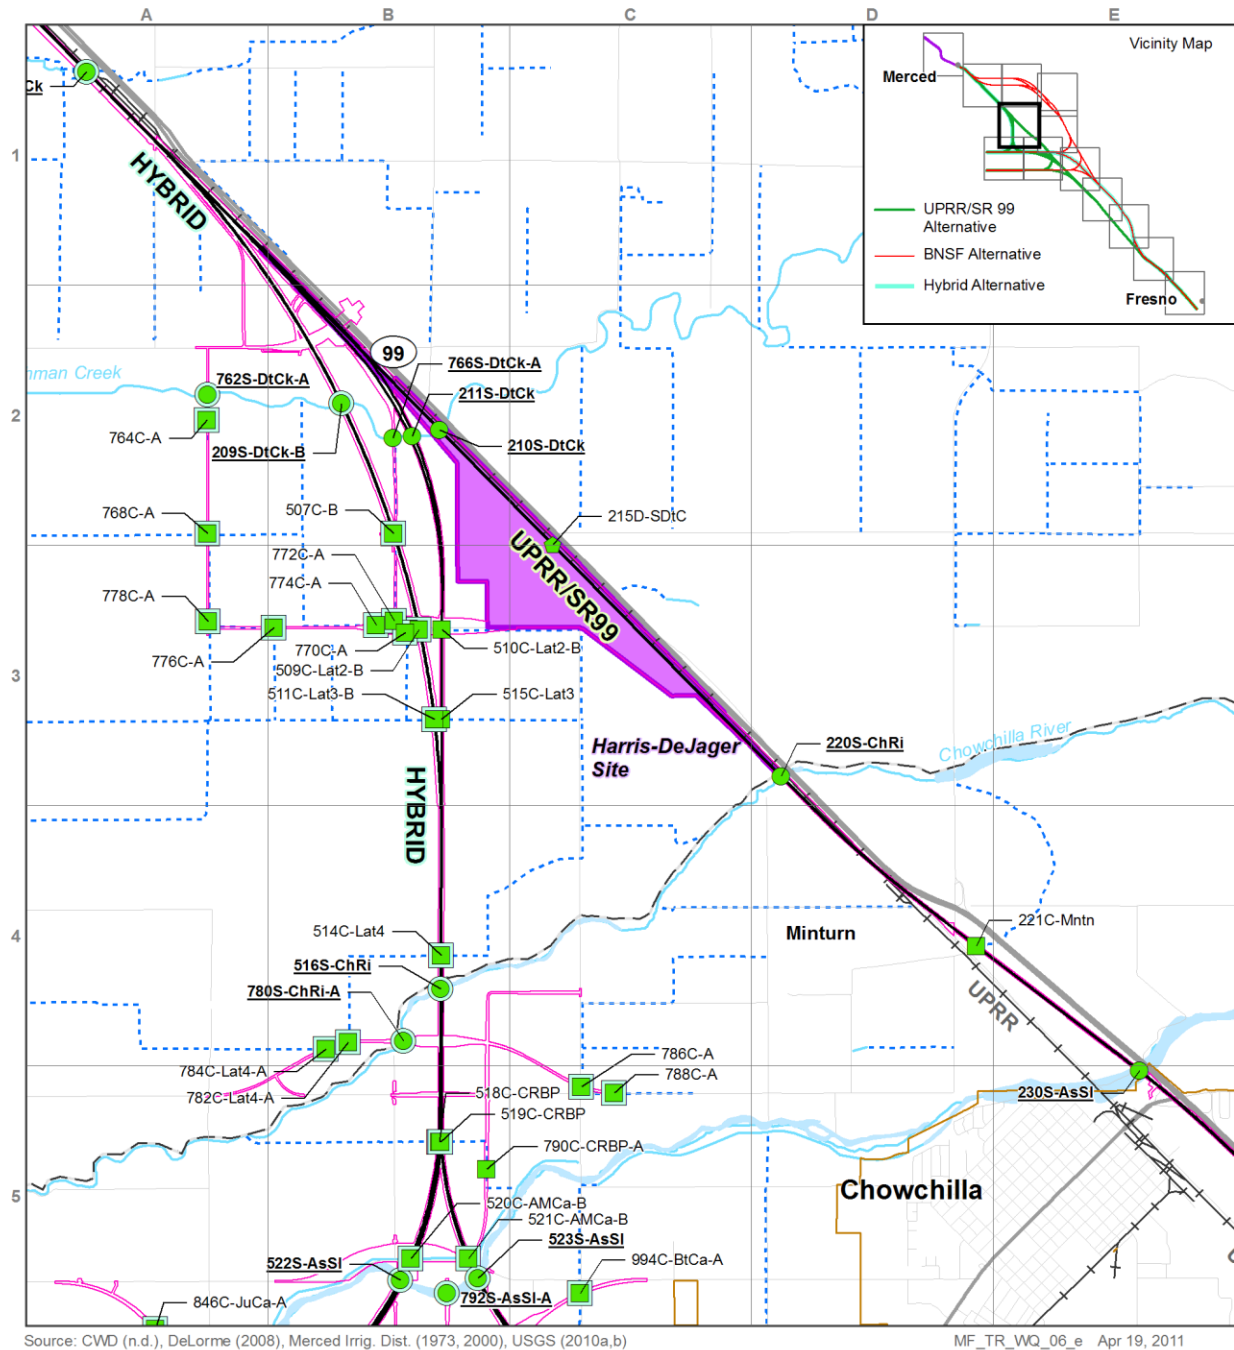 A B C D E
Vicinity Map
Merced
UPRR/SR 99
Alternative
BNSF Alternative
Hybrid Alternative
Fresno
Ck
1
HYBRID
99
nman Creek
762S-DtCk-A
766S-DtCk-A
211S-DtCk
2
764C-A
209S-DtCk-B
210S-DtCk
768C-A
507C-B
215D-SDtC
772C-A
UPRR/SR99
774C-A
778C-A
776C-A
770C-A
510C-Lat2-B
509C-Lat2-B
3
511C-Lat3-B
515C-Lat3
Harris-DeJager
Site
220S-ChRi
Chowchilla River
HYBRID
4
514C-Lat4
Minturn
221C-Mntn
516S-ChRi
780S-ChRi-A
UPRR
784C-Lat4-A
782C-Lat4-A
786C-A
788C-A
518C-CRBP
519C-CRBP
230S-AsSl
790C-CRBP-A
5
Chowchilla
520C-AMCa-B
521C-AMCa-B
523S-AsSl
522S-AsSl
994C-BtCa-A
792S-AsSl-A
846C-JuCa-A
U
Source: CWD (n.d.), DeLorme (2008), Merced Irrig. Dist. (1973, 2000), USGS (2010a,b)
MF_TR_WQ_06_e Apr 19, 2011